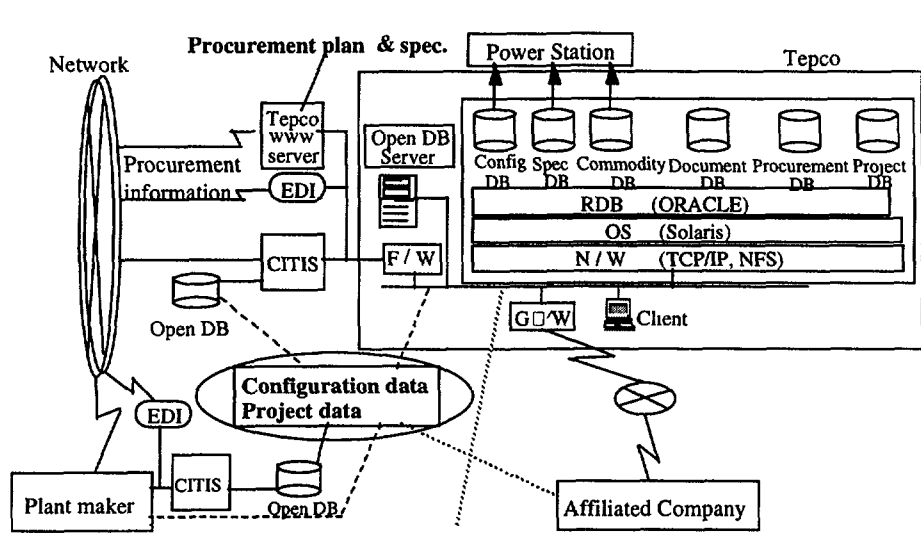 Procurement plan & spec.
Power Station
Tepco
Network
Tepco
www
server
Open DB
Server
Config
DB
Spec
DB
Commodity
DB
Document
DB
Procurement
DB
Project
DB
Procurement
information
EDI
RDB (ORACLE)
OS (Solaris)
N / W (TCP/IP, NFS)
CITIS
F / W
Open DB
G□/W
Client
Configuration data
Project data
EDI
CITIS
Open DB
Plant maker
Affiliated Company